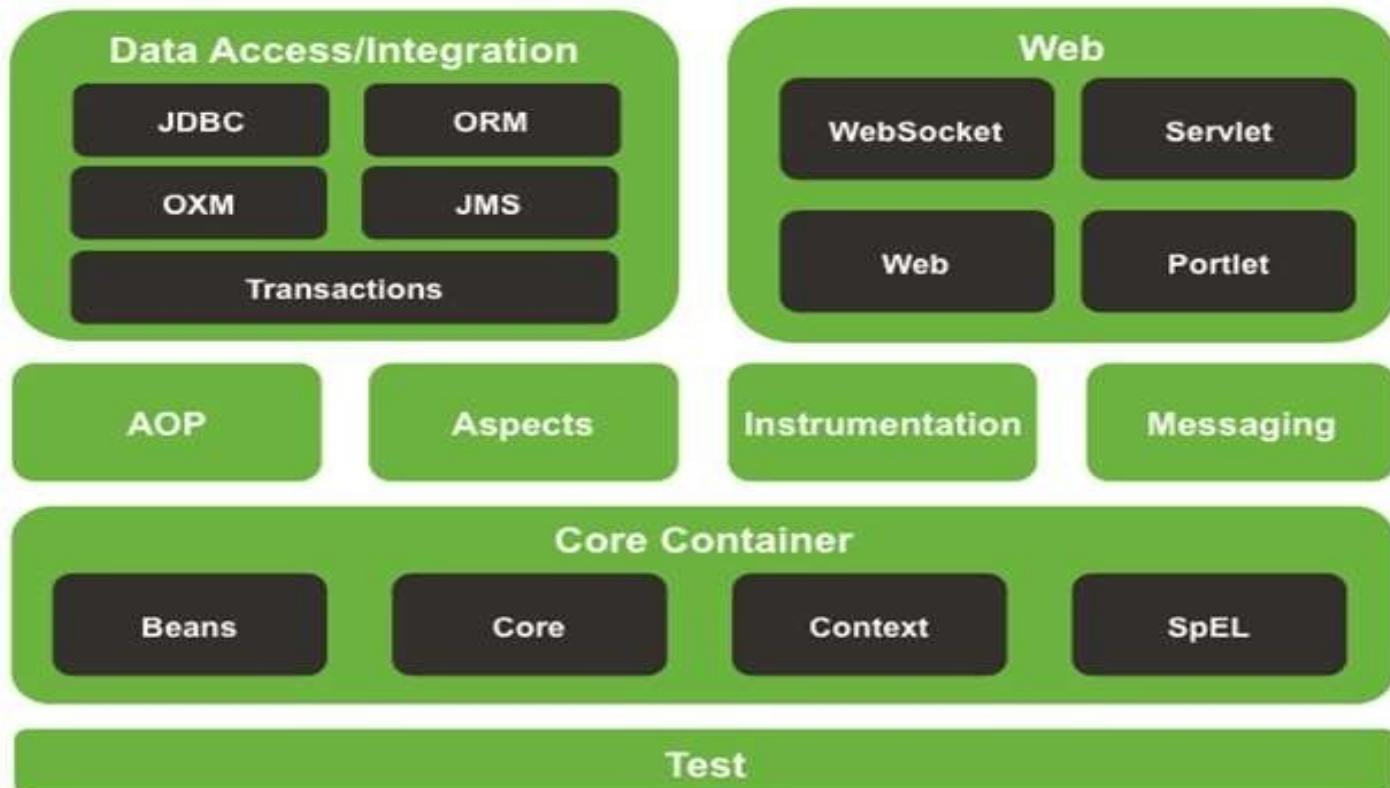 Data Access/Integration
JDBC
ORM
OXM
JMS
Transactions
Web
WebSocket
Servlet
Web
Portlet
AOP
Aspects
Instrumentation
Messaging
Core Container
Beans
Core
Context
SpEL
Test